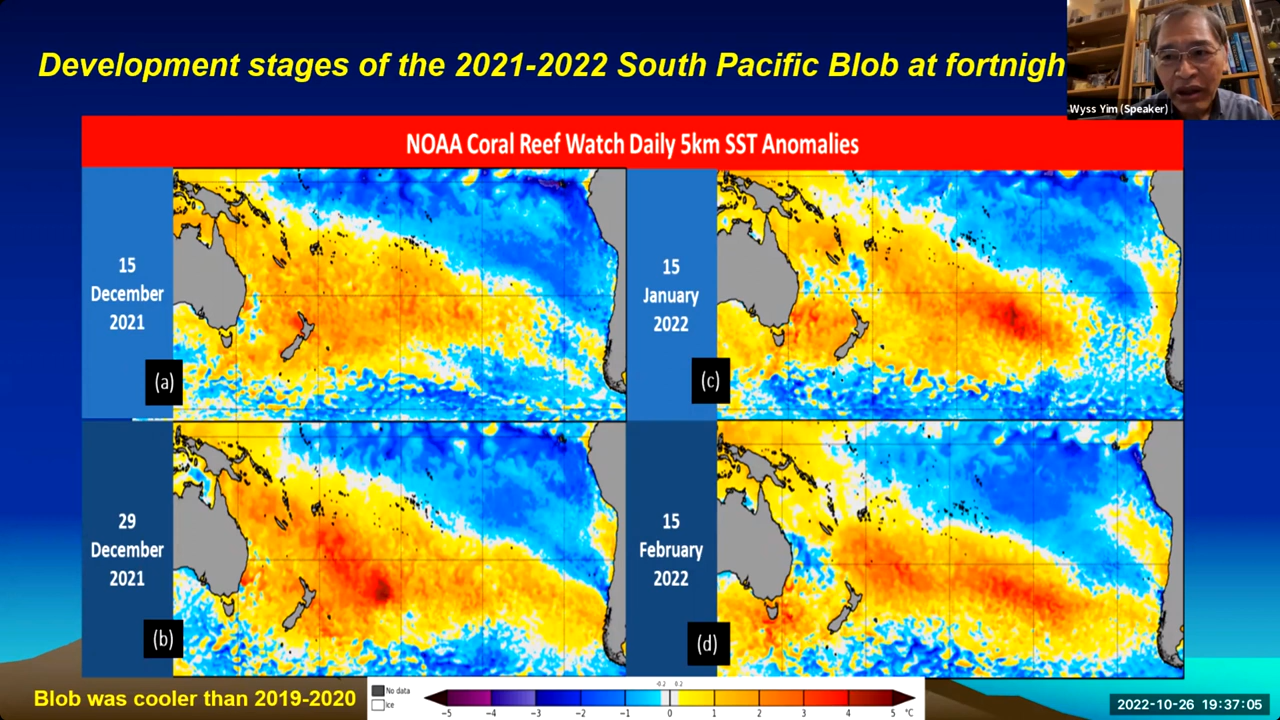 Development stages of the 2021-2022 South Pacific Blob at fortnigh
Wyss Yim (Speaker)
NOAA Coral Reef Watch Daily 5km SST Anomalies
15
December
2021
(a)
15
January
2022
(c)
29
December
2021
(b)
15
February
2022
(d)
Blob was cooler than 2019-2020
No data
Ice
-0.2 0.2
-5 -4 -3 -2 -1 0 1 2 3 4 5 °C
2022-10-26 19:37:05